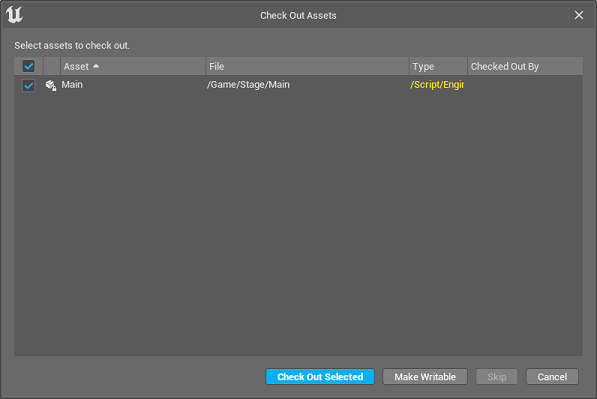 Check Out Assets
Select assets to check out.
Asset File Type Checked Out By
Main /Game/Stage/Main /Script/Engir
Check Out Selected Make Writable Skip Cancel